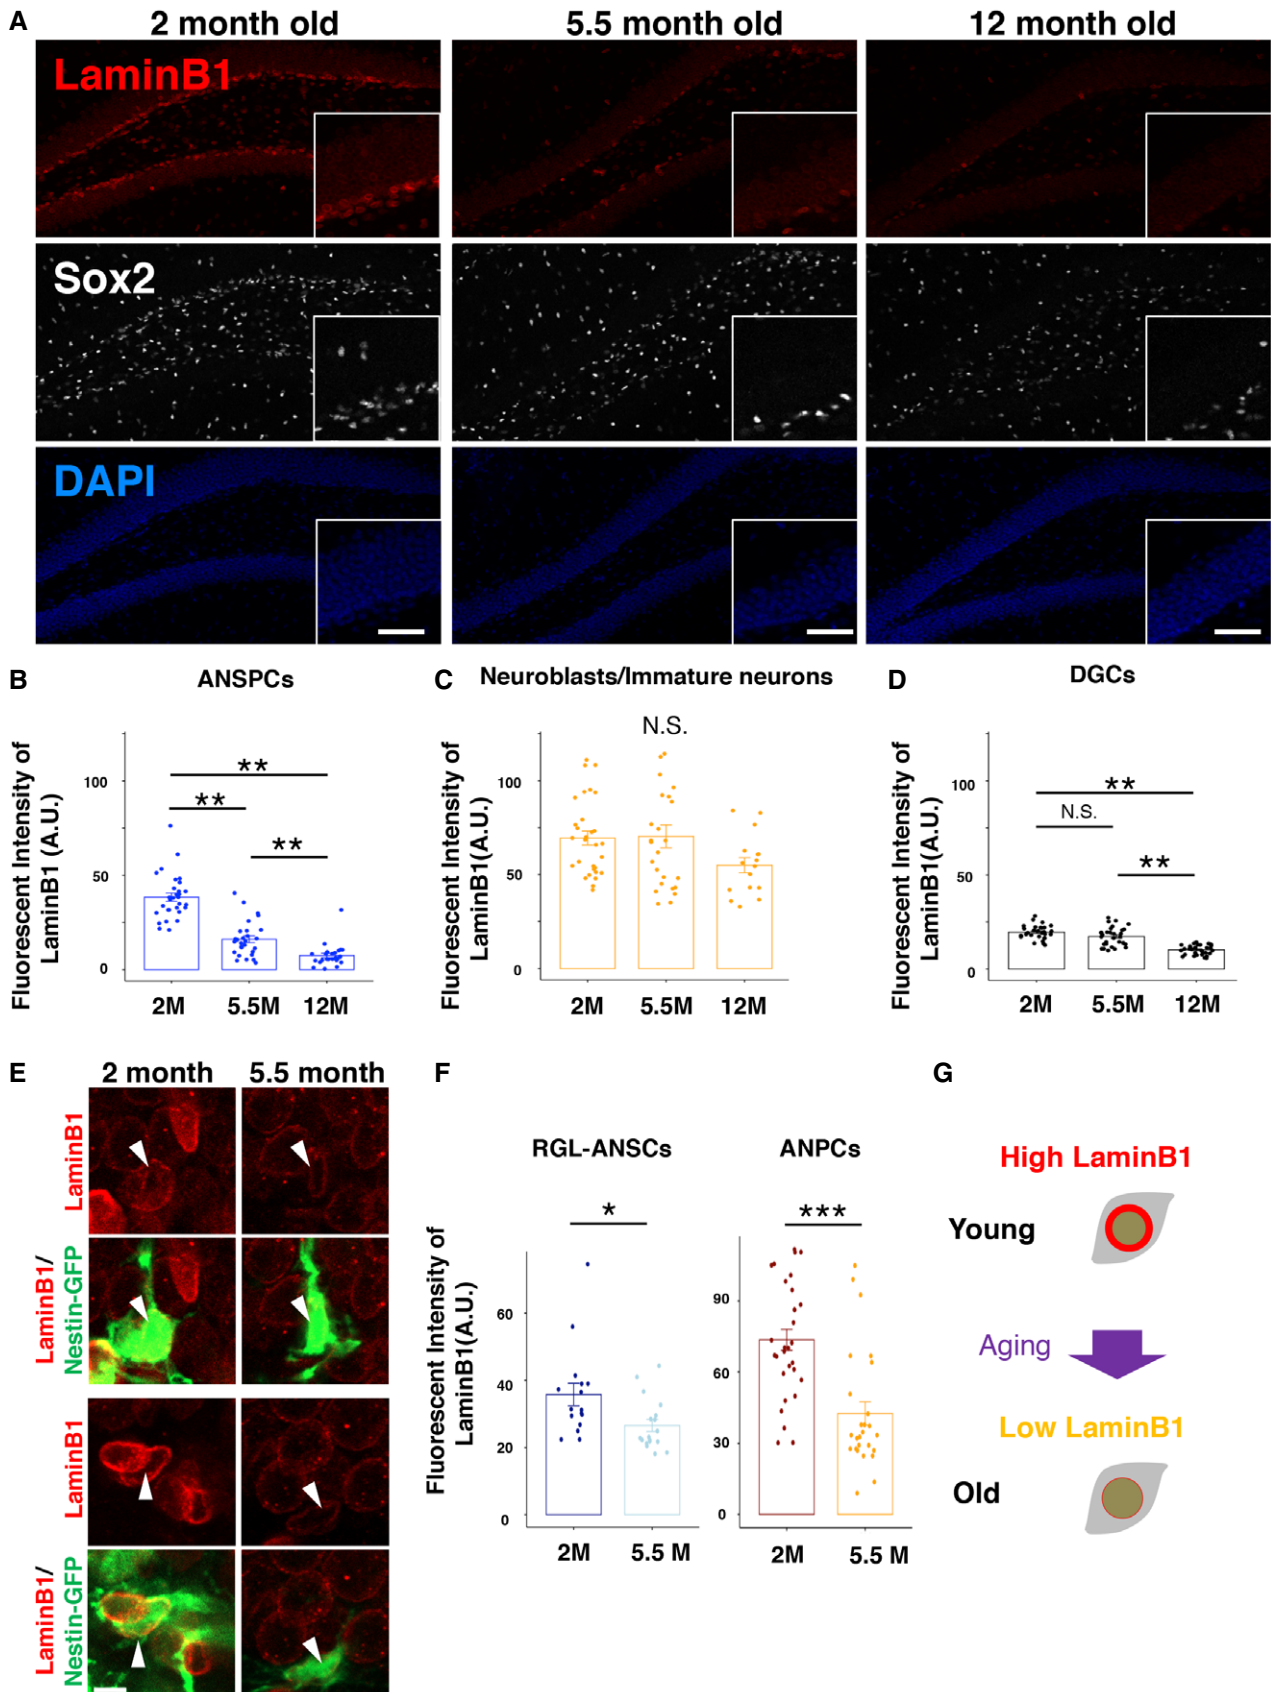 A
2 month old
5.5 month old
12 month old
LaminB1
Sox2
DAPI
B
ANSPCs
Fluorescent Intensity of
LaminB1 (A.U.)
100
50
0
**
**
**
2M
5.5M
12M
C
Neuroblasts/Immature neurons
Fluorescent Intensity of
LaminB1(A.U.)
N.S.
100
50
0
2M
5.5M
12M
D
DGCs
Fluorescent Intensity of
LaminB1(A.U.)
100
50
0
**
N.S.
**
2M
5.5M
12M
E
2 month
5.5 month
LaminB1
LaminB1/
Nestin-GFP
LaminB1
LaminB1/
Nestin-GFP
F
RGL-ANSCs
ANPCs
Fluorescent Intensity of
LaminB1(A.U.)
*
60
40
20
0
2M
5.5 M
***
90
60
30
0
2M
5.5 M
G
High LaminB1
Young
Aging
Low LaminB1
Old